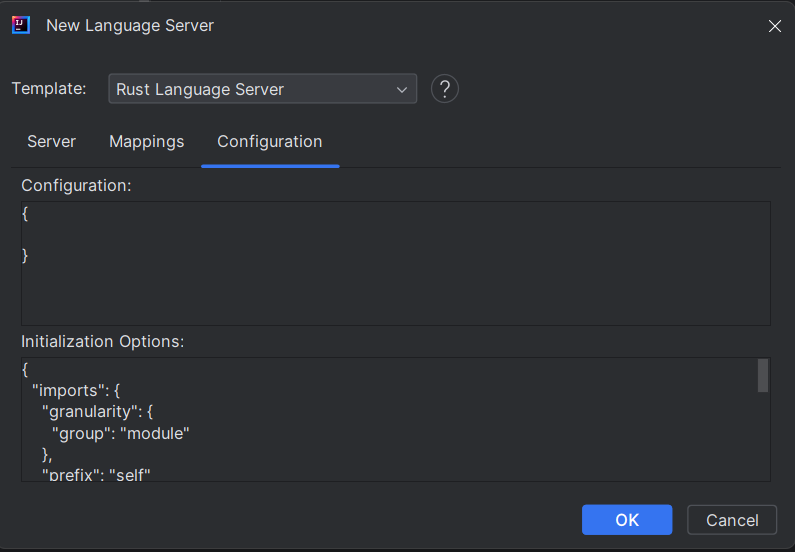 New Language Server
Template: Rust Language Server ?
Server Mappings Configuration
Configuration:
{
}
Initialization Options:
{
"imports": {
"granularity": {
"group": "module"
},
"prefix": "self"
OK Cancel